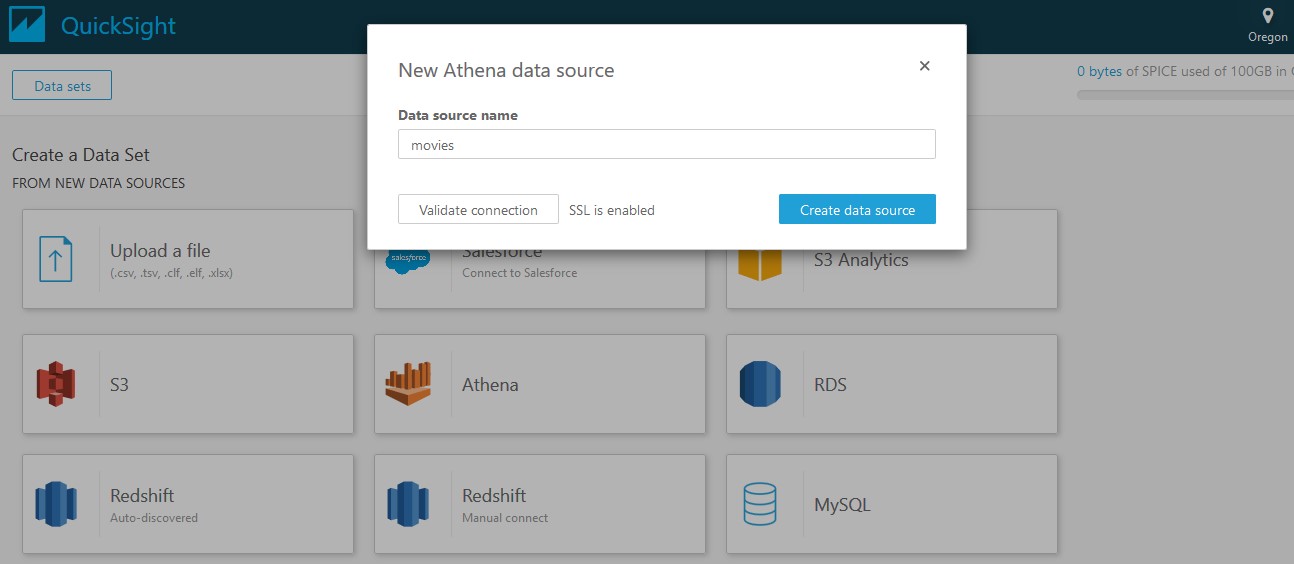 QuickSight
Oregon
New Athena data source
Data sets
0 bytes of SPICE used of 100GB in
Data source name
movies
Create a Data Set
FROM NEW DATA SOURCES
Validate connection
SSL is enabled
Create data source
Upload a file
(.csv, .tsv, .clf, .elf, .xlsx)
salesforce
Salesforce
Connect to Salesforce
S3 Analytics
S3
Athena
RDS
Redshift
Auto-discovered
Redshift
Manual connect
MySQL